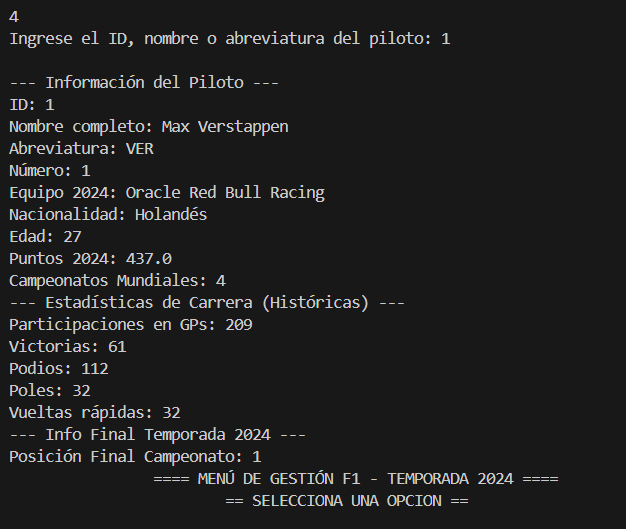 4
Ingrese el ID, nombre o abreviatura del piloto: 1
--- Información del Piloto ---
ID: 1
Nombre completo: Max Verstappen
Abreviatura: VER
Número: 1
Equipo 2024: Oracle Red Bull Racing
Nacionalidad: Holandés
Edad: 27
Puntos 2024: 437.0
Campeonatos Mundiales: 4
--- Estadísticas de Carrera (Históricas) ---
Participaciones en GPs: 209
Victorias: 61
Podios: 112
Poles: 32
Vueltas rápidas: 32
--- Info Final Temporada 2024 ---
Posición Final Campeonato: 1
==== MENÚ DE GESTIÓN F1 - TEMPORADA 2024 ====
== SELECCIONA UNA OPCION ==